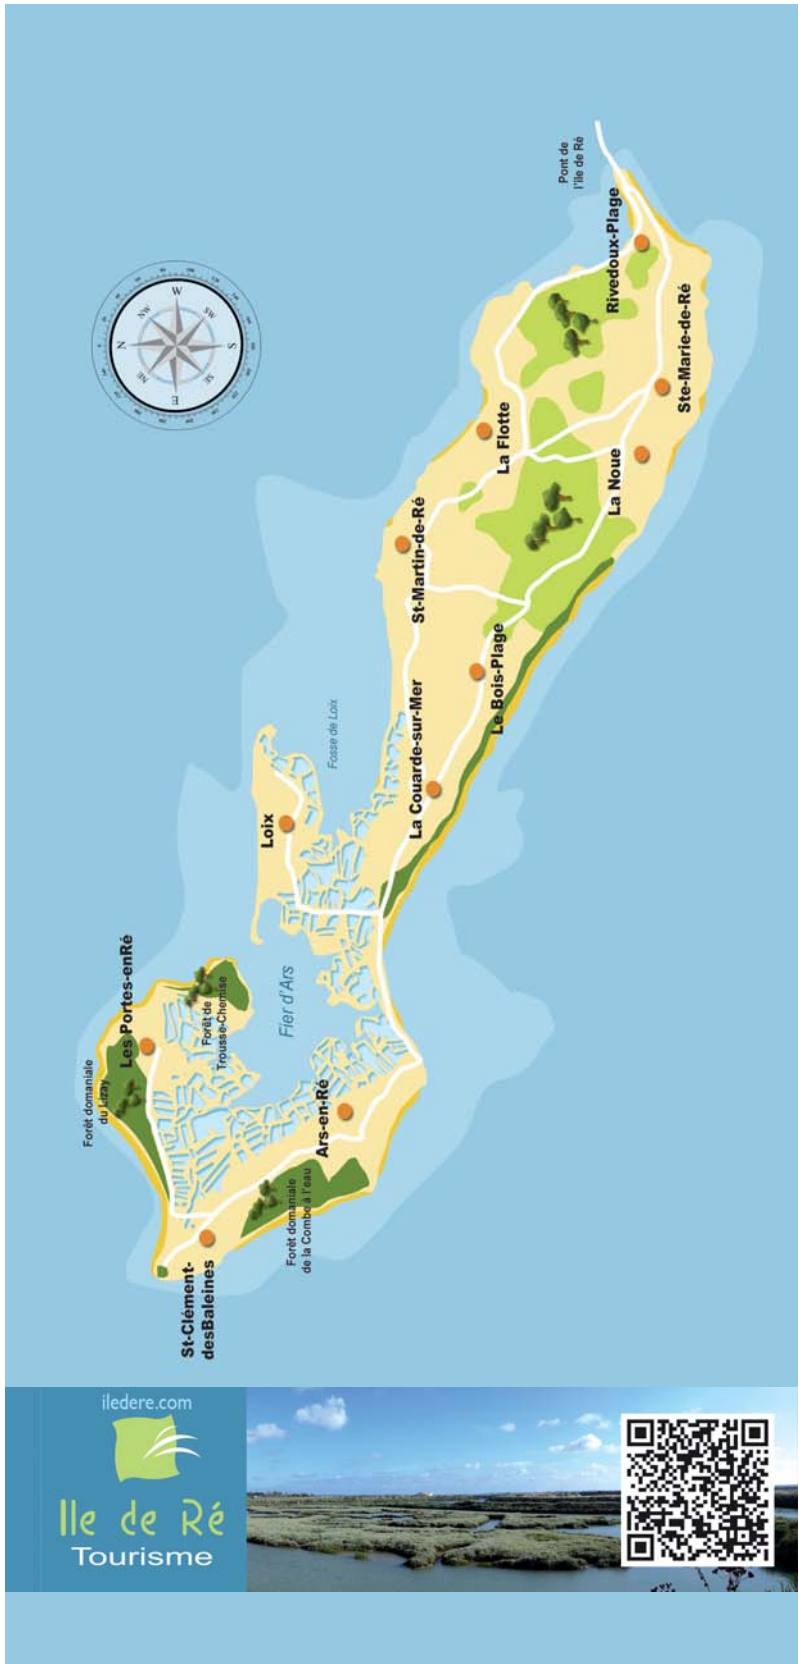 Pont de
l'île de Ré
Rivedoux-Plage
Ste-Marie-de-Ré
La Flotte
La Noue
St-Martin-de-Ré
Le Bois-Plage
La Couarde-sur-Mer
Fosse de Loix
Loix
Fier d'Ars
Les Portes-enRé
Forêt de
Trousse-Chemise
Forêt domaniale
du Lizay
Ars-en-Ré
Forêt domaniale
de la Combe à l'eau
St-Clément-
desBaleines
N
NW
W
SW
S
SE
E
NE
iledere.com
Ile de Ré
Tourisme